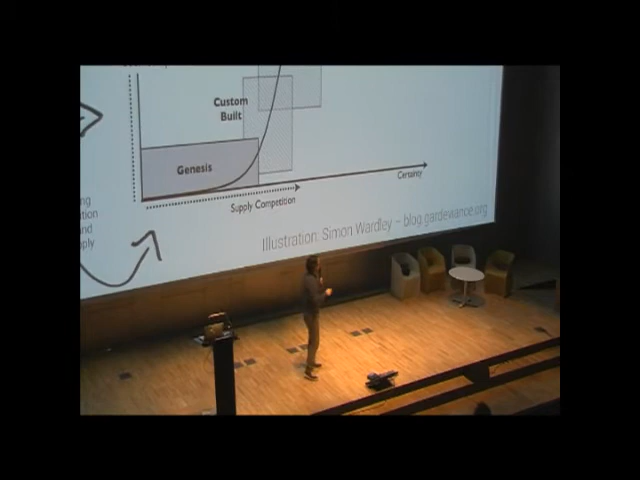 Custom
Built
Genesis
Certainty
Supply Competition
Illustration: Simon Wardley – blog.gardeviance.org